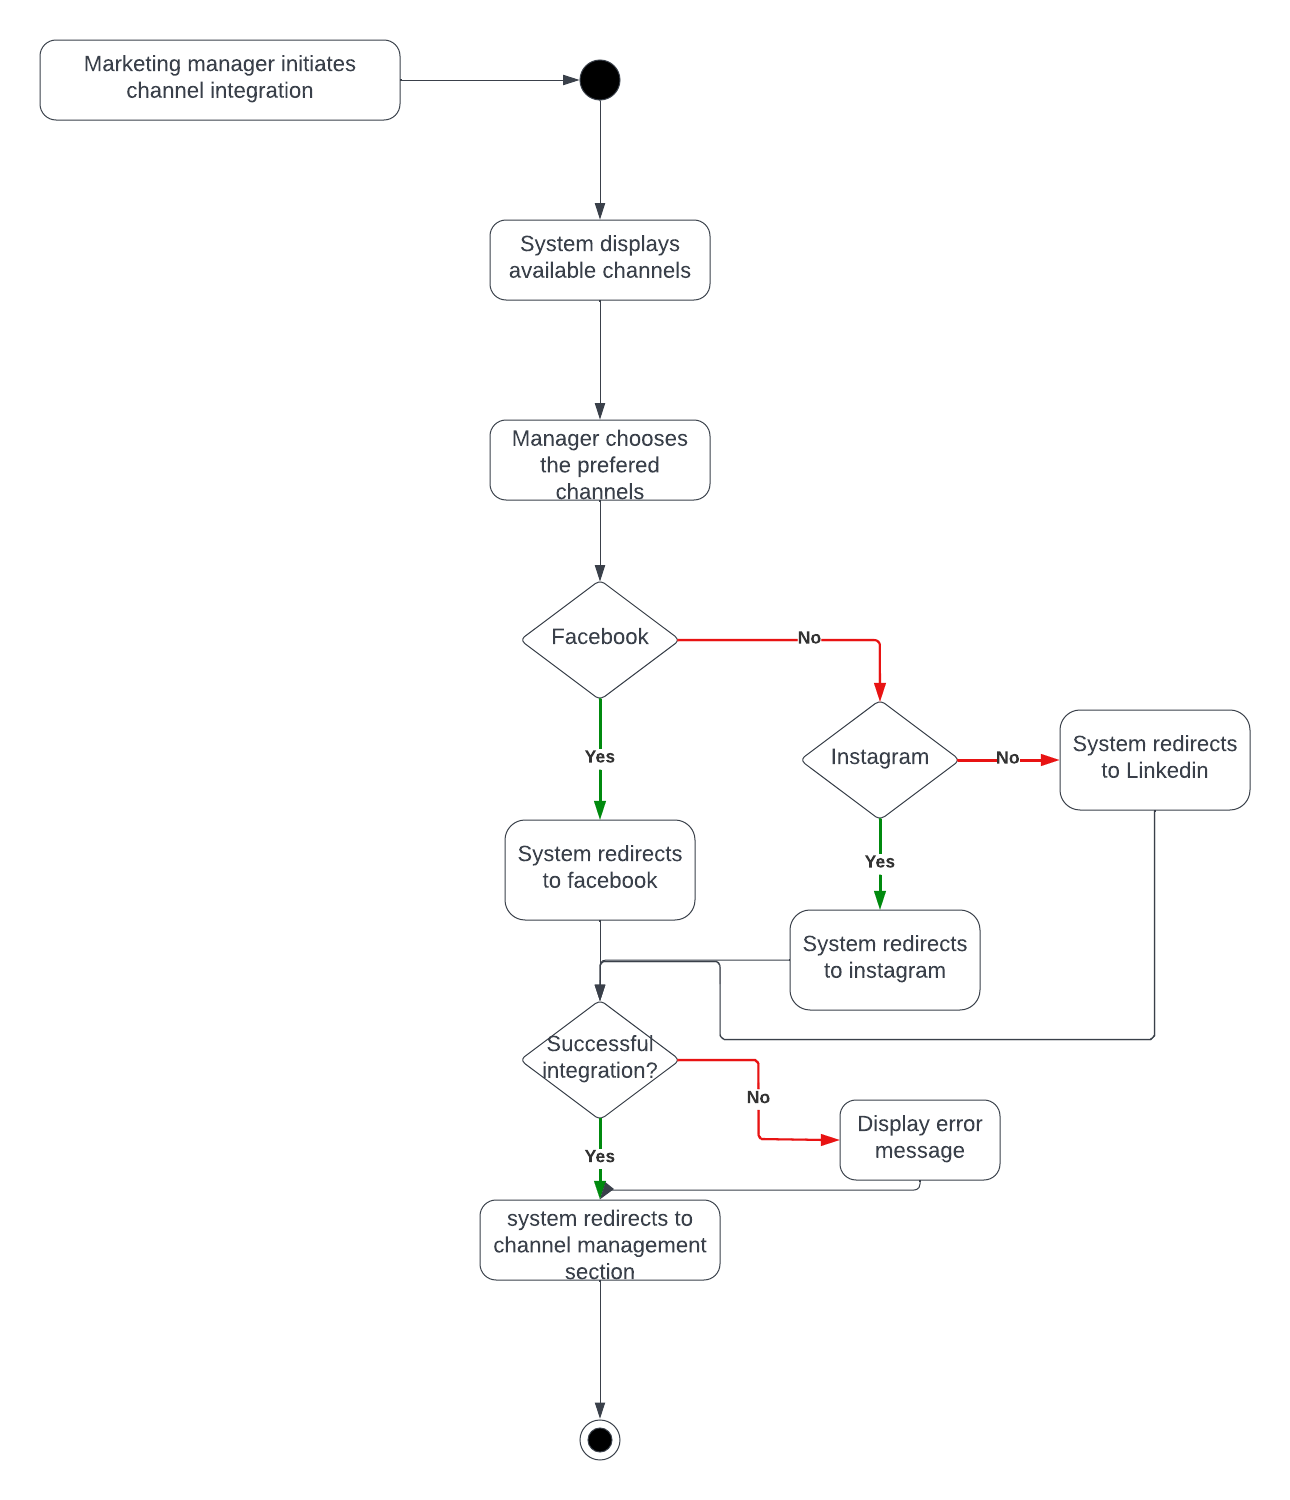 Marketing manager initiates
channel integration
System displays
available channels
Manager chooses
the prefered
channels
Facebook
No
Instagram
No
System redirects
to Linkedin
Yes
System redirects
to facebook
Yes
System redirects
to instagram
Successful
integration?
No
Display error
message
Yes
system redirects to
channel management
section